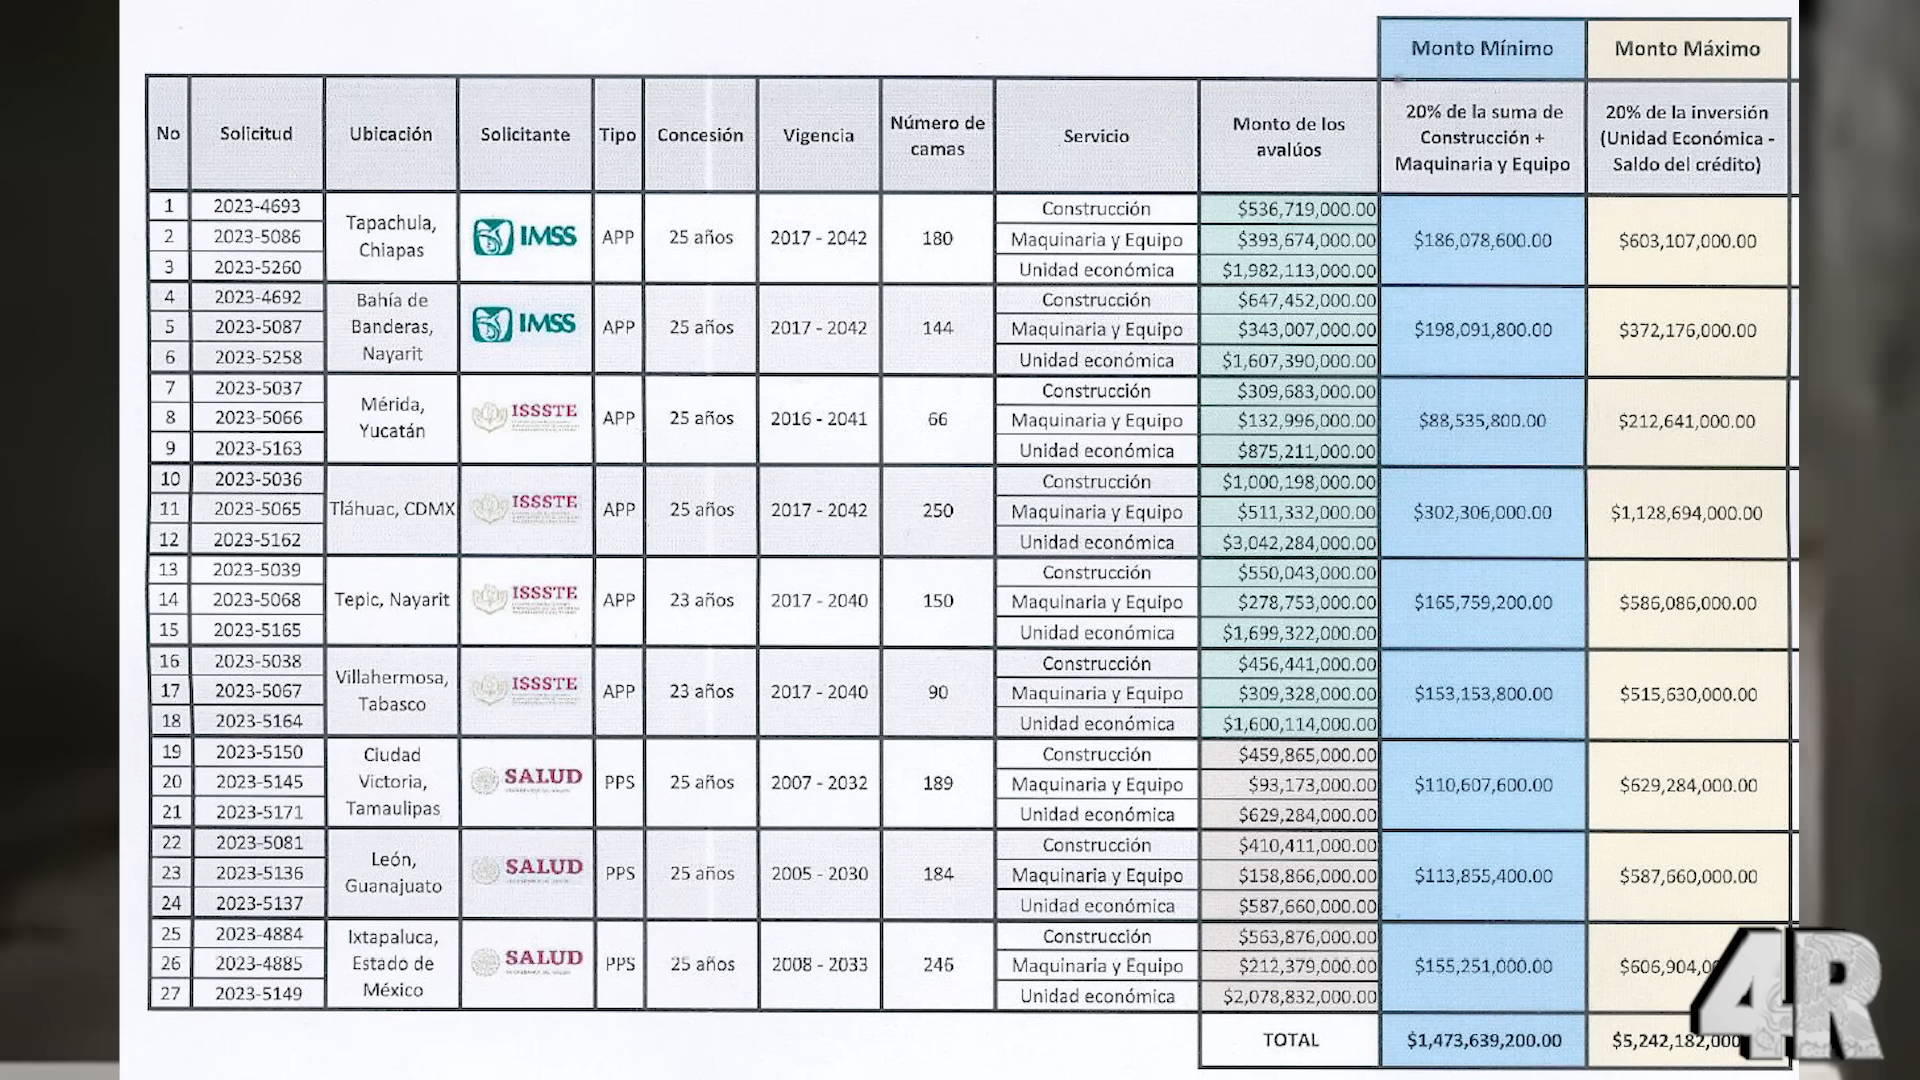 Monto Mínimo Monto Máximo
No Solicitud Ubicación Solicitante Tipo Concesión Vigencia Número de camas Servicio Monto de los avalúos 20% de la suma de Construcción + Maquinaria y Equipo 20% de la inversión (Unidad Económica - Saldo del crédito)
1 2023-4693 Tapachula, Chiapas IMSS APP 25 años 2017 - 2042 180 Construcción $536,719,000.00 $186,078,600.00 $603,107,000.00
2 2023-5086 Maquinaria y Equipo $393,674,000.00
3 2023-5260 Unidad económica $1,982,113,000.00
4 2023-4692 Bahía de Banderas, Nayarit IMSS APP 25 años 2017 - 2042 144 Construcción $647,452,000.00 $198,091,800.00 $372,176,000.00
5 2023-5087 Maquinaria y Equipo $343,007,000.00
6 2023-5258 Unidad económica $1,607,390,000.00
7 2023-5037 Mérida, Yucatán ISSSTE APP 25 años 2016 - 2041 66 Construcción $309,683,000.00 $88,535,800.00 $212,641,000.00
8 2023-5066 Maquinaria y Equipo $132,996,000.00
9 2023-5163 Unidad económica $875,211,000.00
10 2023-5036 Tláhuac, CDMX ISSSTE APP 25 años 2017 - 2042 250 Construcción $1,000,198,000.00 $302,306,000.00 $1,128,694,000.00
11 2023-5065 Maquinaria y Equipo $511,332,000.00
12 2023-5162 Unidad económica $3,042,284,000.00
13 2023-5039 Tepic, Nayarit ISSSTE APP 23 años 2017 - 2040 150 Construcción $550,043,000.00 $165,759,200.00 $586,086,000.00
14 2023-5068 Maquinaria y Equipo $278,753,000.00
15 2023-5165 Unidad económica $1,699,322,000.00
16 2023-5038 Villahermosa, Tabasco ISSSTE APP 23 años 2017 - 2040 90 Construcción $456,441,000.00 $153,153,800.00 $515,630,000.00
17 2023-5067 Maquinaria y Equipo $309,328,000.00
18 2023-5164 Unidad económica $1,600,114,000.00
19 2023-5150 Ciudad Victoria, Tamaulipas SALUD PPS 25 años 2007 - 2032 189 Construcción $459,865,000.00 $110,607,600.00 $629,284,000.00
20 2023-5145 Maquinaria y Equipo $93,173,000.00
21 2023-5171 Unidad económica $629,284,000.00
22 2023-5081 León, Guanajuato SALUD PPS 25 años 2005 - 2030 184 Construcción $410,411,000.00 $113,855,400.00 $587,660,000.00
23 2023-5136 Maquinaria y Equipo $158,866,000.00
24 2023-5137 Unidad económica $587,660,000.00
25 2023-4884 Ixtapaluca, Estado de México SALUD PPS 25 años 2008 - 2033 246 Construcción $563,876,000.00 $155,251,000.00 $606,904,0
26 2023-4885 Maquinaria y Equipo $212,379,000.00
27 2023-5149 Unidad económica $2,078,832,000.00
TOTAL $1,473,639,200.00 $5,242,182,000
4R